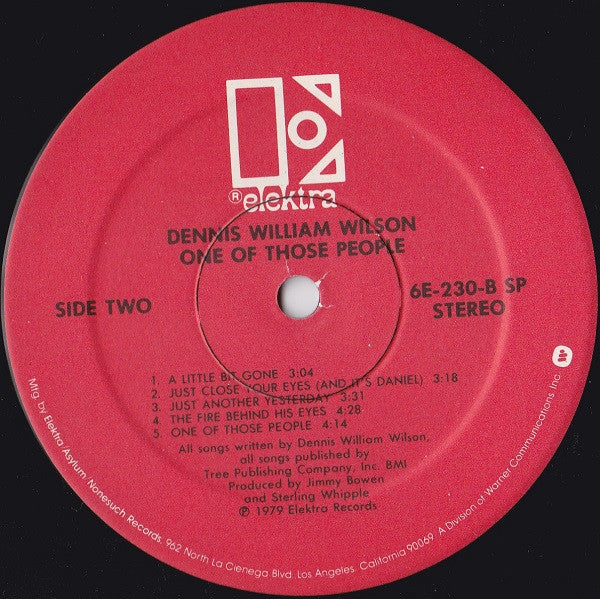 ® elektra
DENNIS WILLIAM WILSON
ONE OF THOSE PEOPLE
SIDE TWO
6E-230-B SP
STEREO
1. A LITTLE BIT GONE 3:04
2. JUST CLOSE YOUR EYES (AND IT'S DANIEL) 3:18
3. JUST ANOTHER YESTERDAY 3:31
4. THE FIRE BEHIND HIS EYES 4:28
5. ONE OF THOSE PEOPLE 4:14
All songs written by Dennis William Wilson,
all songs published by
Tree Publishing Company, Inc. BMI
Produced by Jimmy Bowen
and Sterling Whipple
℗ 1979 Elektra Records
Mfg. by Elektra Asylum Nonesuch Records, 962 North La Cienega Blvd. Los Angeles, California 90069 A Division of Warner Communications Inc.